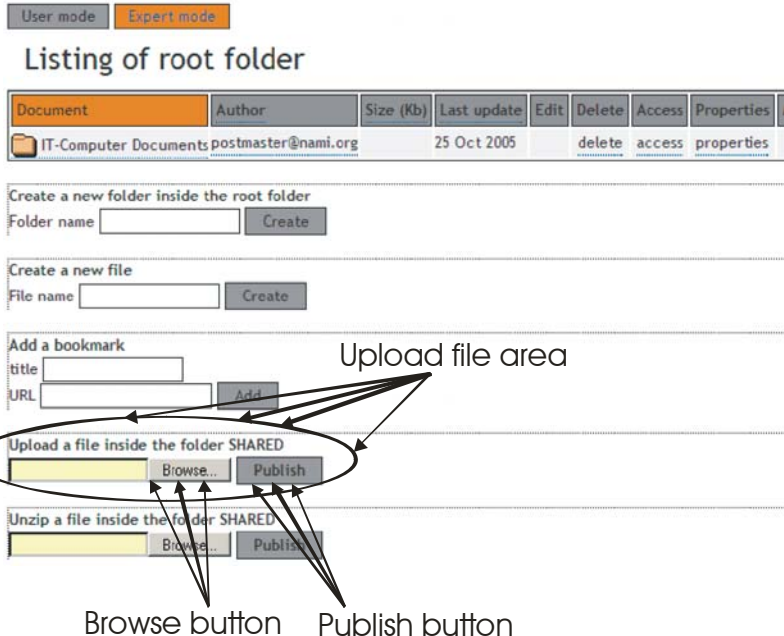 User mode Expert mode
Listing of root folder
Document Author Size (Kb) Last update Edit Delete Access Properties
IT-Computer Documents postmaster@nami.org 25 Oct 2005 delete access properties
Create a new folder inside the root folder
Folder name Create
Create a new file
File name Create
Add a bookmark
Upload file area
title
URL Add
Upload a file inside the folder SHARED
Browse... Publish
Unzip a file inside the folder SHARED
Browse... Publish
Browse button Publish button